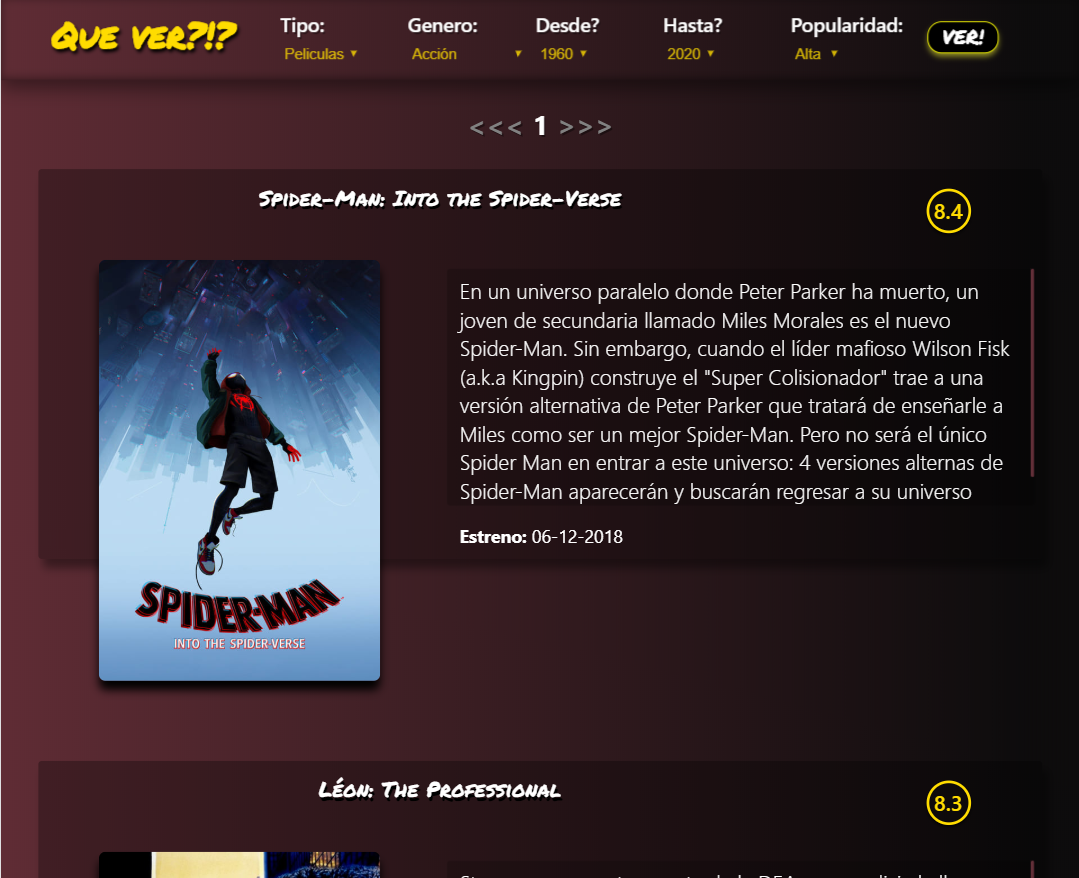 Que ver?!?
Tipo: Genero: Desde? Hasta? Popularidad:
Peliculas ▼ Acción ▼ 1960 ▼ 2020 ▼ Alta ▼
VER!
<<< 1 >>>
Spider-Man: Into the Spider-Verse
8.4
En un universo paralelo donde Peter Parker ha muerto, un
joven de secundaria llamado Miles Morales es el nuevo
Spider-Man. Sin embargo, cuando el líder mafioso Wilson Fisk
(a.k.a Kingpin) construye el "Super Colisionador" trae a una
versión alternativa de Peter Parker que tratará de enseñarle a
Miles como ser un mejor Spider-Man. Pero no será el único
Spider Man en entrar a este universo: 4 versiones alternas de
Spider-Man aparecerán y buscarán regresar a su universo
Estreno: 06-12-2018
SPIDER-MAN
INTO THE SPIDER-VERSE
Léon: The Professional
8.3